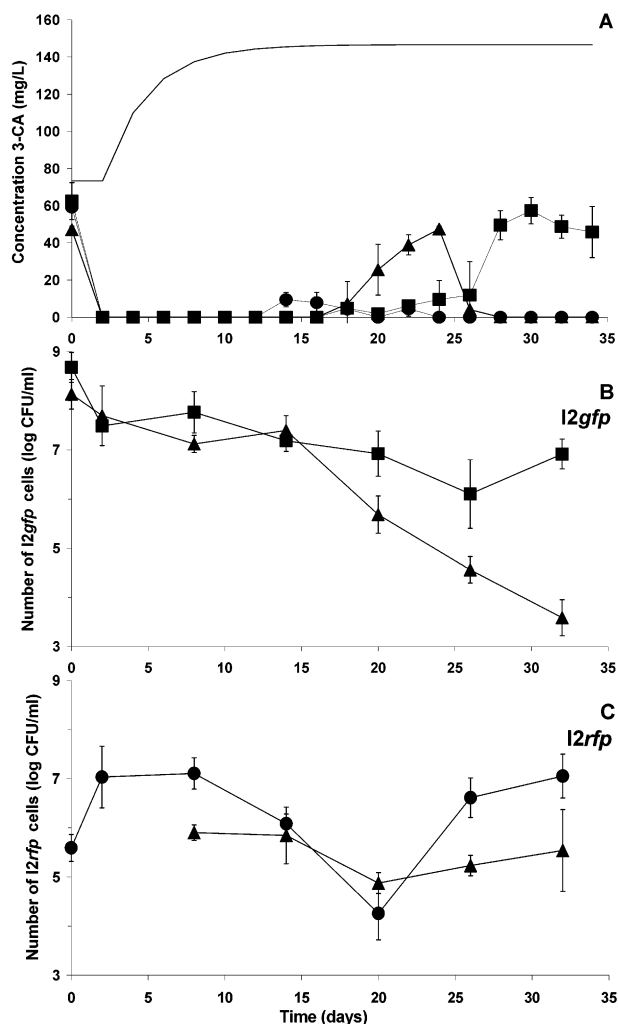 160
140
120
100
80
60
40
20
0
Concentration 3-CA (mg/L)
A
0 5 10 15 20 25 30 35
9
7
5
3
Number of I2gfp cells (log CFU/ml)
B
I2gfp
0 5 10 15 20 25 30 35
9
7
5
3
Number of I2rfp cells (log CFU/ml)
C
I2rfp
0 5 10 15 20 25 30 35
Time (days)